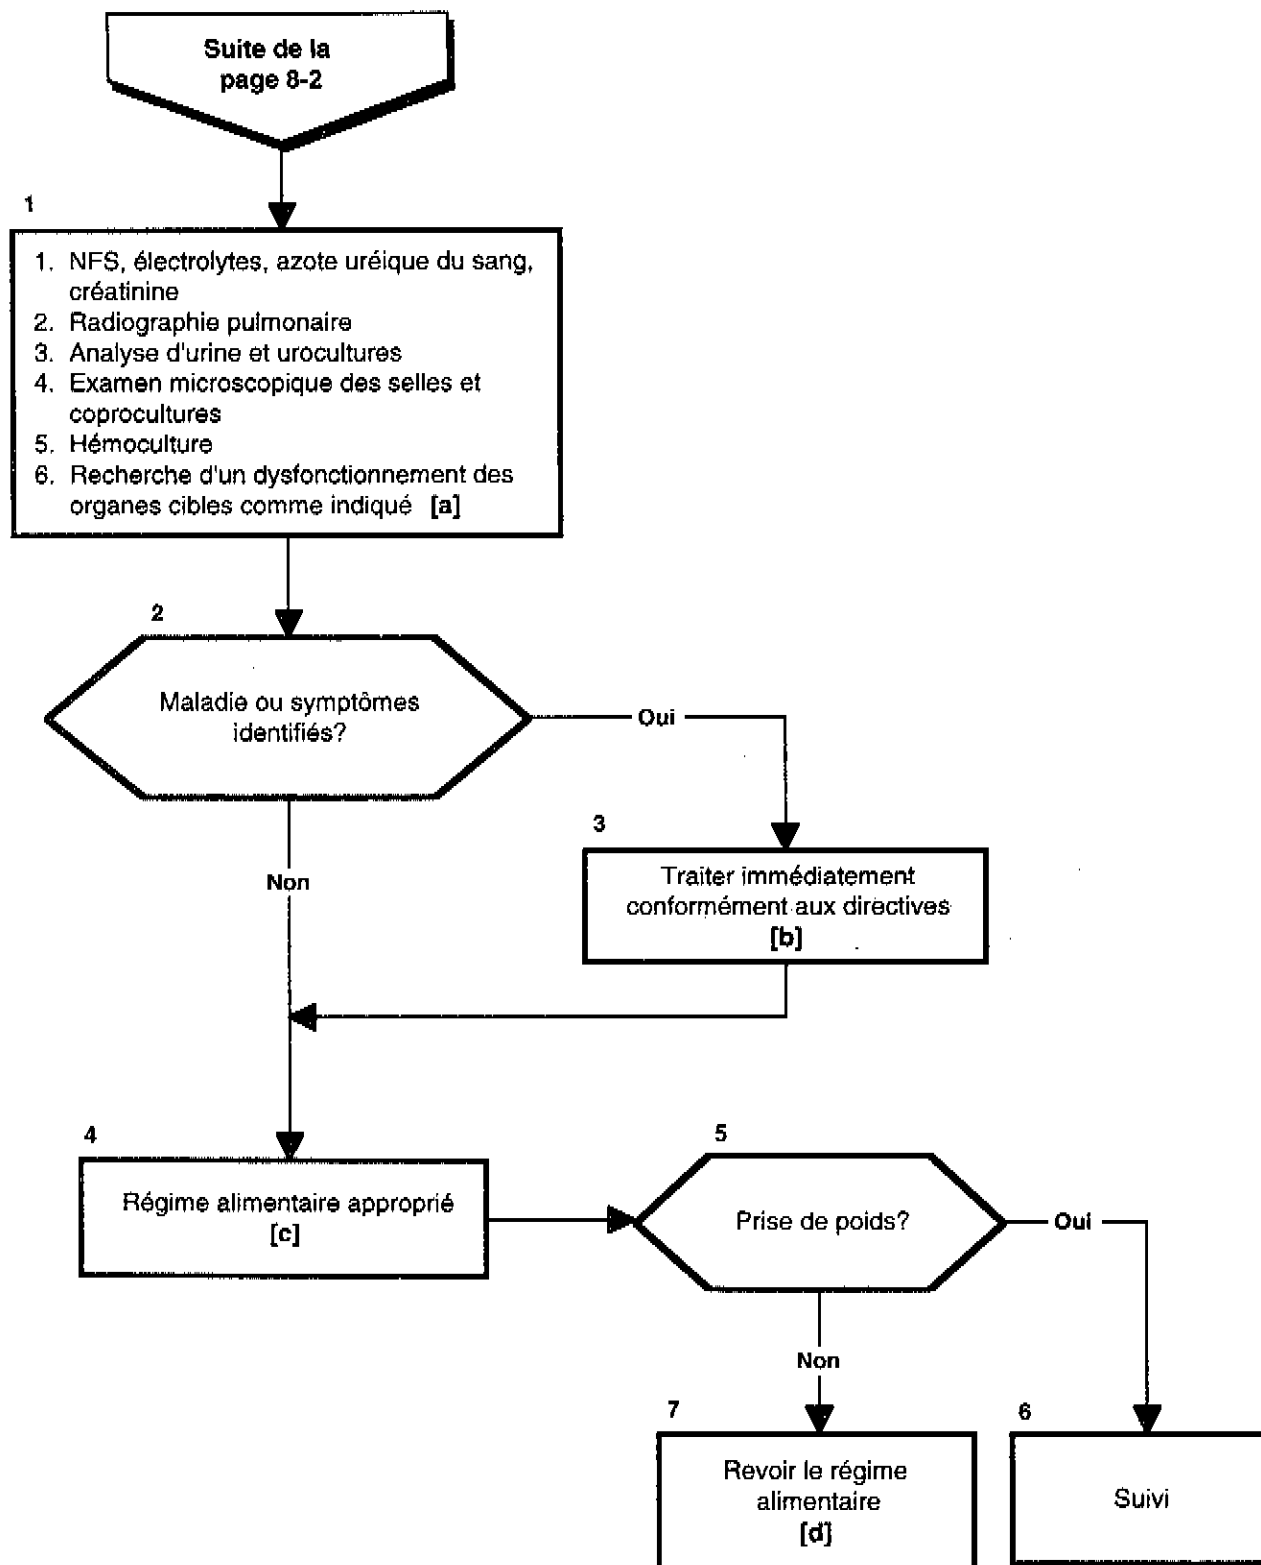 Suite de la
page 8-2
1
1. NFS, électrolytes, azote uréique du sang,
créatinine
2. Radiographie pulmonaire
3. Analyse d'urine et urocultures
4. Examen microscopique des selles et
coprocultures
5. Hémoculture
6. Recherche d'un dysfonctionnement des
organes cibles comme indiqué [a]
2
Maladie ou symptômes
identifiés?
Oui
3
Traiter immédiatement
conformément aux directives
[b]
Non
4
Régime alimentaire approprié
[c]
5
Prise de poids?
Oui
Non
7
Revoir le régime
alimentaire
[d]
6
Suivi